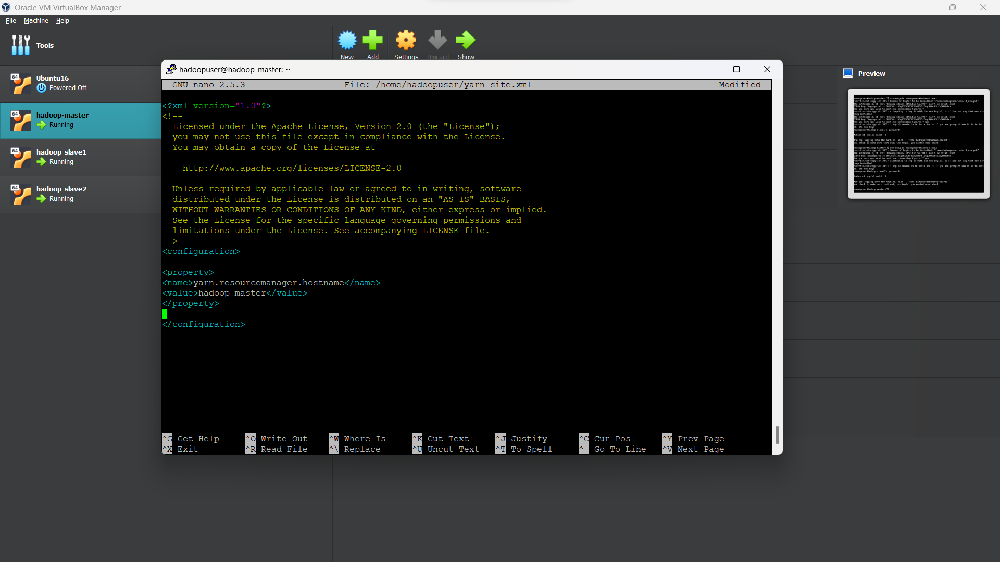 Oracle VM VirtualBox Manager
File Machine Help
Tools
New Add Settings Discard Show
64 Ubuntu16
Powered Off
64 hadoop-master
Running
64 hadoop-slave1
Running
64 hadoop-slave2
Running
Preview
hadoopuser@hadoop-master: ~
GNU nano 2.5.3 File: /home/hadoopuser/yarn-site.xml Modified
<?xml version="1.0"?>
<!--
Licensed under the Apache License, Version 2.0 (the "License");
you may not use this file except in compliance with the License.
You may obtain a copy of the License at
http://www.apache.org/licenses/LICENSE-2.0
Unless required by applicable law or agreed to in writing, software
distributed under the License is distributed on an "AS IS" BASIS,
WITHOUT WARRANTIES OR CONDITIONS OF ANY KIND, either express or implied.
See the License for the specific language governing permissions and
limitations under the License. See accompanying LICENSE file.
-->
<configuration>
<property>
<name>yarn.resourcemanager.hostname</name>
<value>hadoop-master</value>
</property>
</configuration>
^G Get Help ^O Write Out ^W Where Is ^K Cut Text ^J Justify ^C Cur Pos ^Y Prev Page
^X Exit ^R Read File ^\ Replace ^U Uncut Text ^T To Spell ^_ Go To Line ^V Next Page